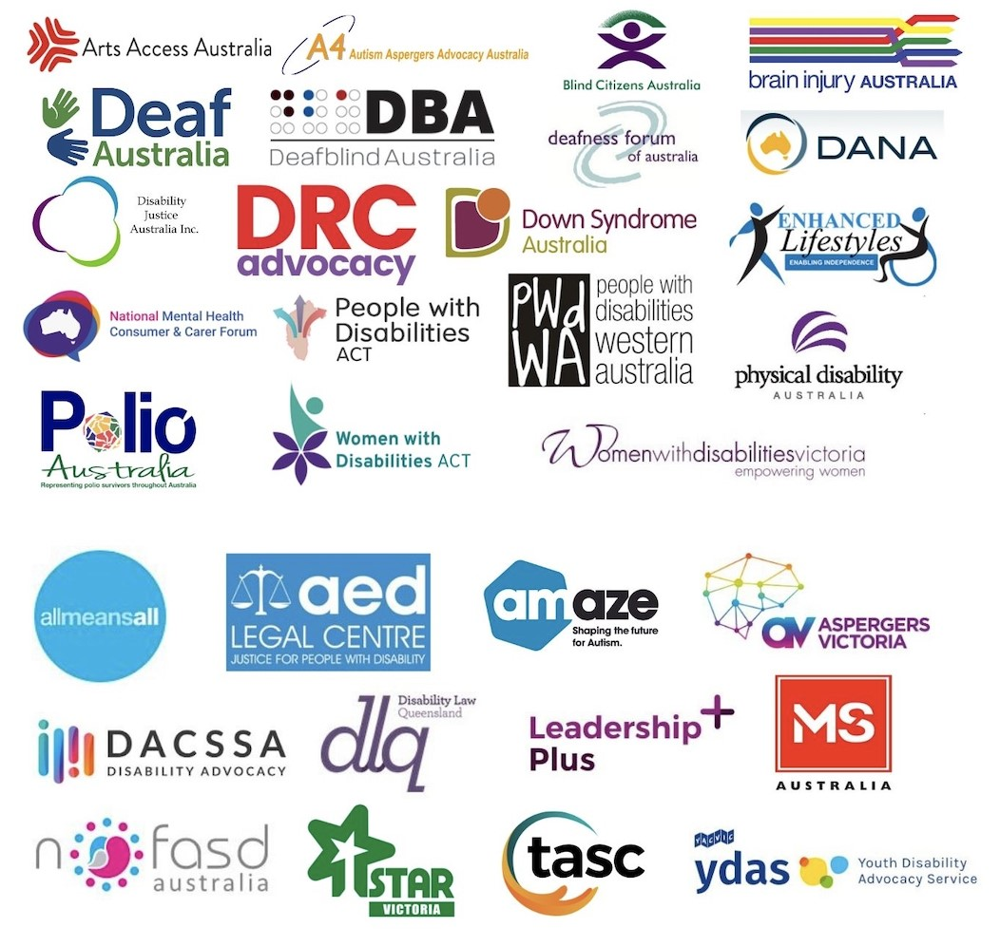 Arts Access Australia
A4 Autism Aspergers Advocacy Australia
Blind Citizens Australia
brain injury AUSTRALIA
Deaf
Australia
DBA
Deafblind Australia
deafness forum
of australia
DANA
Disability
Justice
Australia Inc.
DRC
advocacy
Down Syndrome
Australia
ENHANCED
Lifestyles
ENABLING INDEPENDENCE
National Mental Health
Consumer & Carer Forum
People with
Disabilities
ACT
PWd
WA
people with
disabilities
western
australia
physical disability
AUSTRALIA
Polio
Australia
Representing polio survivors throughout Australia
Women with
Disabilities ACT
Womenwithdisabilitiesvictoria
empowering women
allmeansall
aed
LEGAL CENTRE
JUSTICE FOR PEOPLE WITH DISABILITY
amaze
Shaping the future
for Autism.
av ASPERGERS
VICTORIA
DACSSA
DISABILITY ADVOCACY
Disability Law
Queensland
dlq
Leadership+
Plus
MS
AUSTRALIA
nofasd
australia
STAR
VICTORIA
tasc
YACVIC
ydas
Youth Disability
Advocacy Service